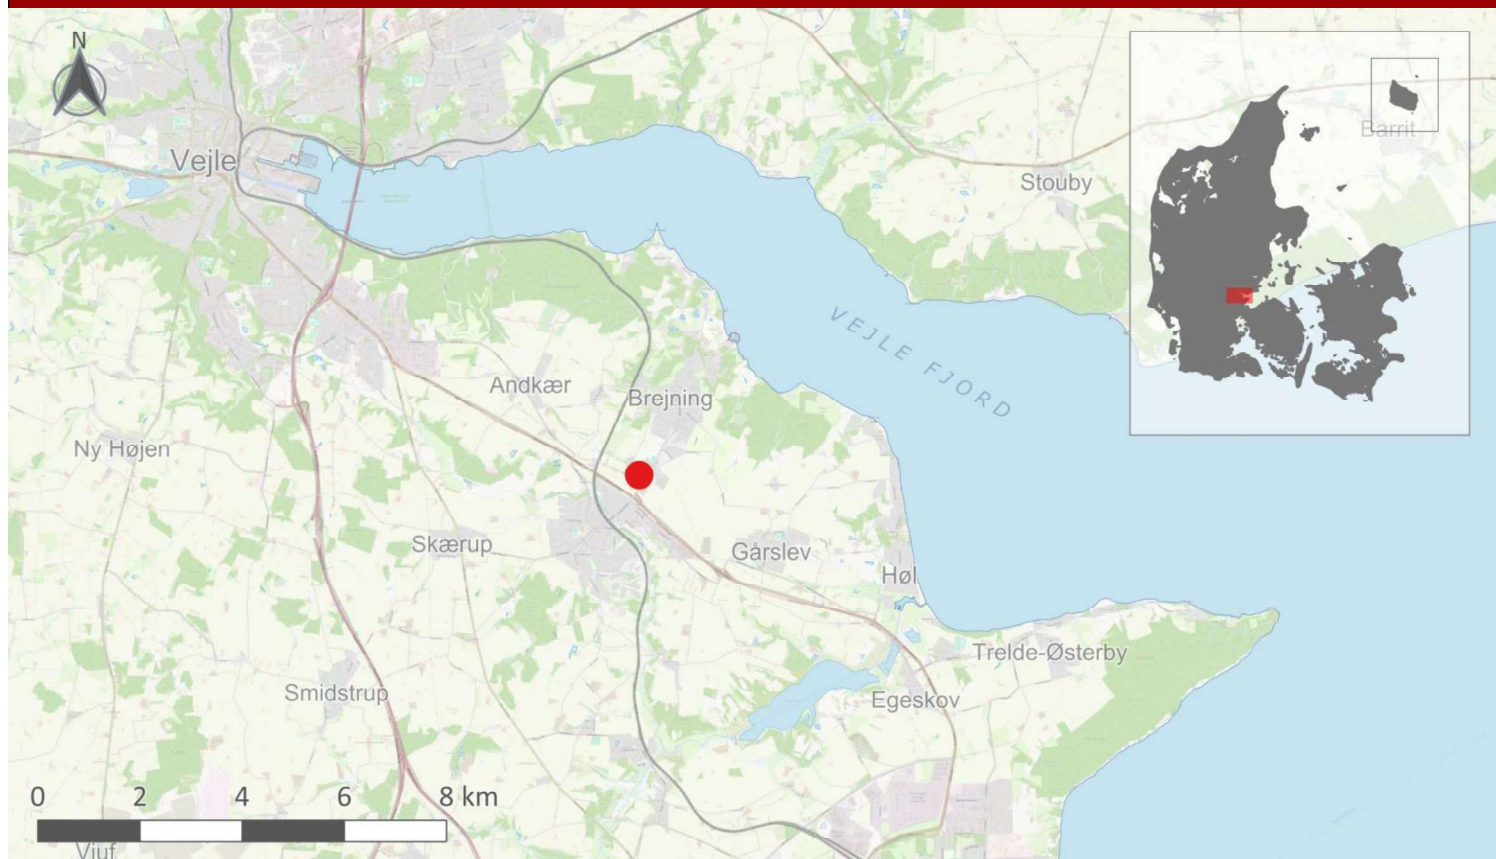 N
Vejle
Barrit
Stouby
VEJLE FJORD
Andkær
Brejning
Ny Højen
Skærup
Gårslev
Høl
Trelde-Østerby
Smidstrup
Egeskov
0 2 4 6 8 km